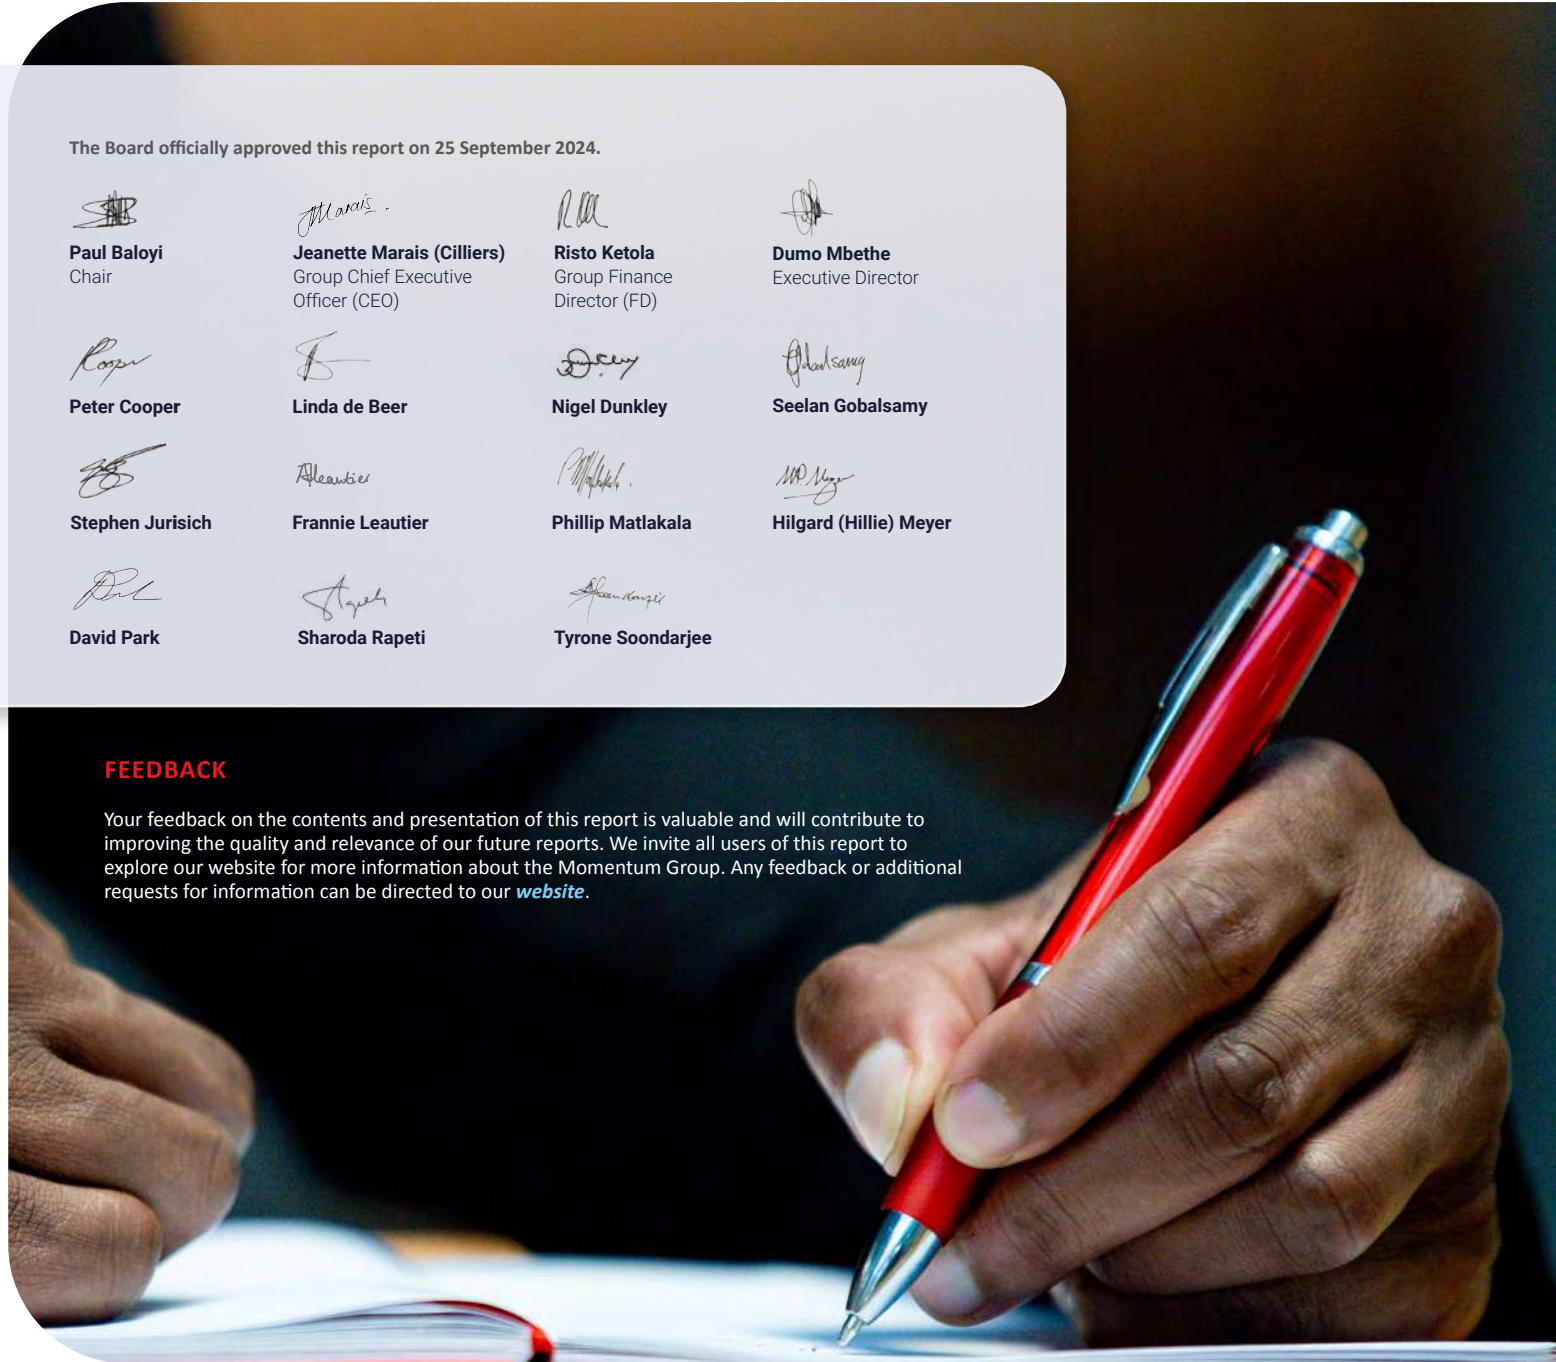 The Board officially approved this report on 25 September 2024.
Paul Baloyi
Chair
Jeanette Marais (Cilliers)
Group Chief Executive
Officer (CEO)
Risto Ketola
Group Finance
Director (FD)
Dumo Mbethe
Executive Director
Peter Cooper
Linda de Beer
Nigel Dunkley
Seelan Gobalsamy
Stephen Jurisich
Frannie Leautier
Phillip Matlakala
Hilgard (Hillie) Meyer
David Park
Sharoda Rapeti
Tyrone Soondarjee
FEEDBACK
Your feedback on the contents and presentation of this report is valuable and will contribute to
improving the quality and relevance of our future reports. We invite all users of this report to
explore our website for more information about the Momentum Group. Any feedback or additional
requests for information can be directed to our website.